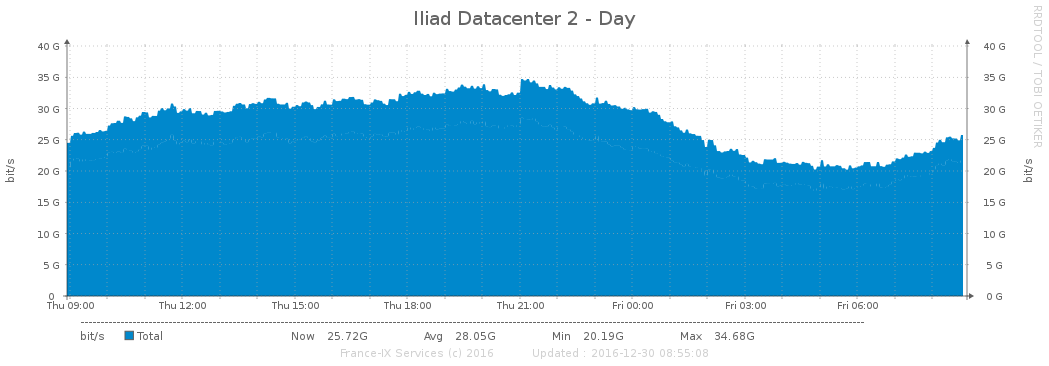 Iliad Datacenter 2 - Day
RRDTOOL / TOBI OETIKER
40 G 40 G
35 G 35 G
30 G 30 G
25 G 25 G
20 G 20 G
15 G 15 G
10 G 10 G
5 G 5 G
0 0 G
bit/s bit/s
Thu 09:00 Thu 12:00 Thu 15:00 Thu 18:00 Thu 21:00 Fri 00:00 Fri 03:00 Fri 06:00
bit/s Total Now 25.72G Avg 28.05G Min 20.19G Max 34.68G
France-IX Services (c) 2016 Updated : 2016-12-30 08:55:08